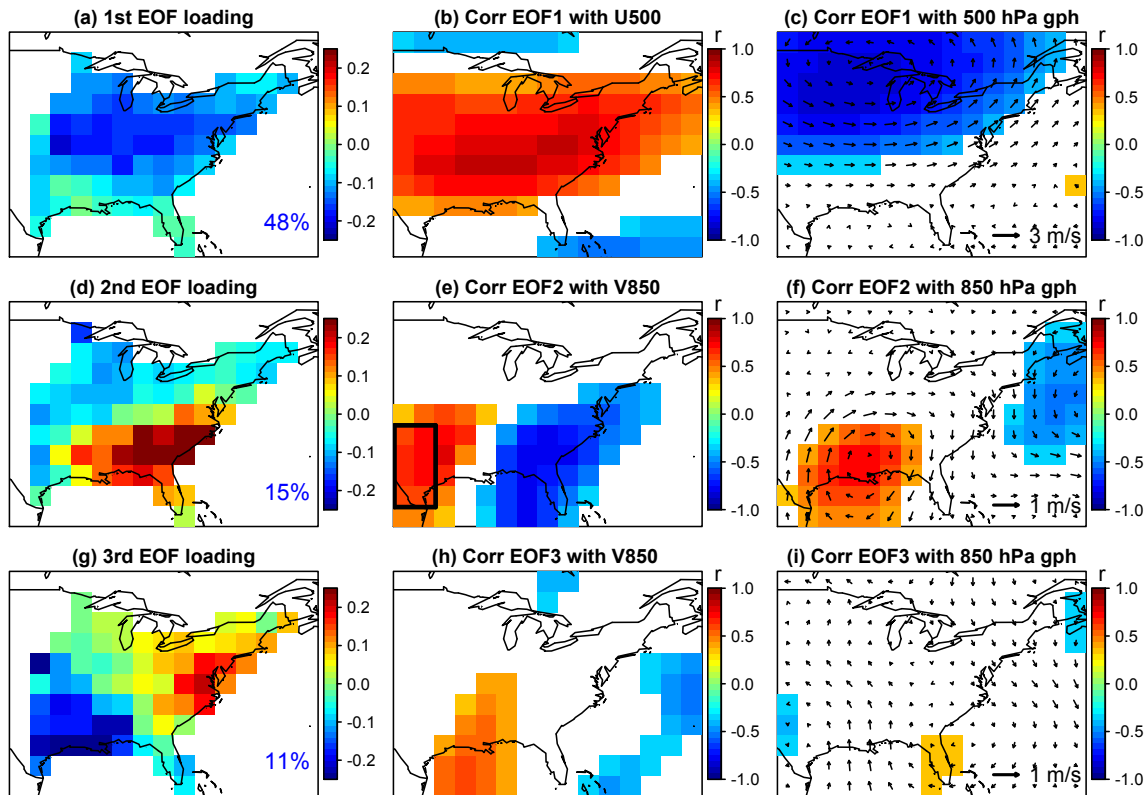 (a) 1st EOF loading
0.2
0.1
0.0
-0.1
-0.2
48%
(b) Corr EOF1 with U500
r
1.0
0.5
0.0
-0.5
-1.0
(c) Corr EOF1 with 500 hPa gph
r
1.0
0.5
0.0
-0.5
-1.0
3 m/s
(d) 2nd EOF loading
0.2
0.1
0.0
-0.1
-0.2
15%
(e) Corr EOF2 with V850
r
1.0
0.5
0.0
-0.5
-1.0
(f) Corr EOF2 with 850 hPa gph
r
1.0
0.5
0.0
-0.5
-1.0
1 m/s
(g) 3rd EOF loading
0.2
0.1
0.0
-0.1
-0.2
11%
(h) Corr EOF3 with V850
r
1.0
0.5
0.0
-0.5
-1.0
(i) Corr EOF3 with 850 hPa gph
r
1.0
0.5
0.0
-0.5
-1.0
1 m/s